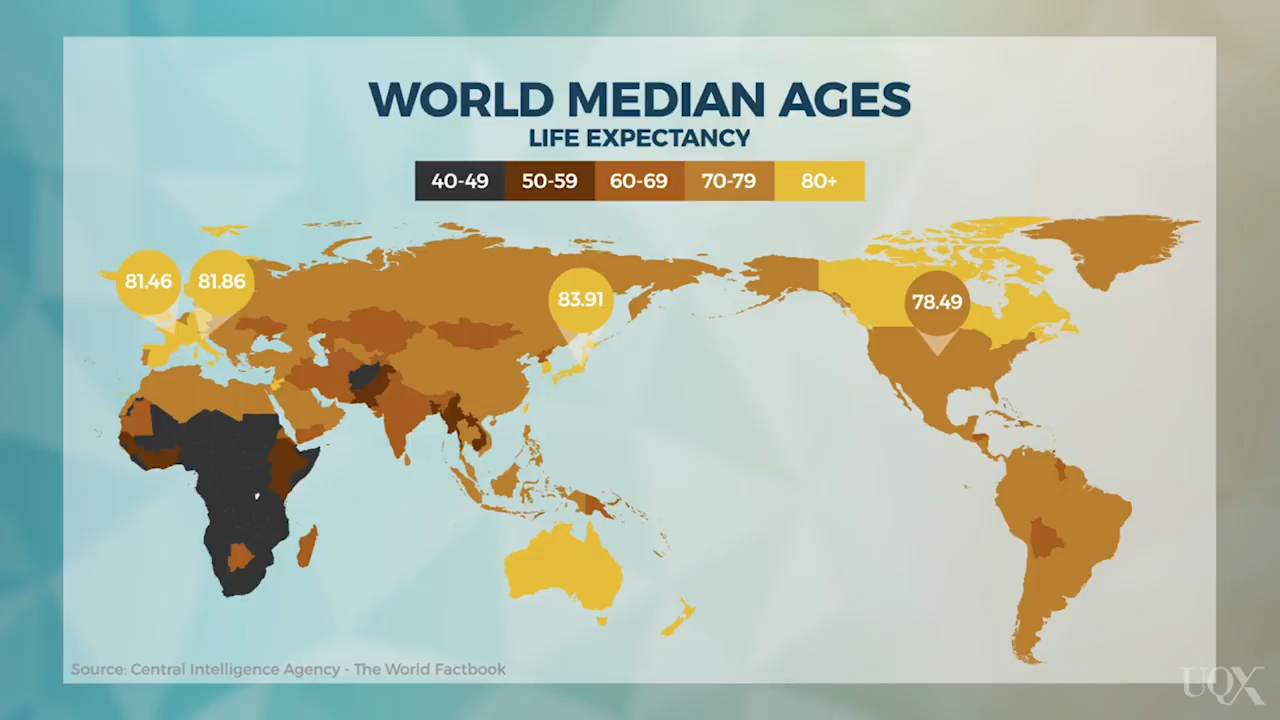 WORLD MEDIAN AGES
LIFE EXPECTANCY
40-49 50-59 60-69 70-79 80+
81.46 81.86 83.91 78.49
Source: Central Intelligence Agency - The World Factbook
UQX